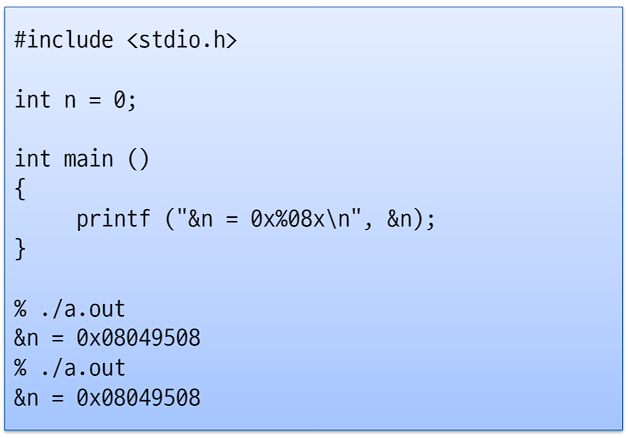 #include <stdio.h>
int n = 0;
int main ()
{
printf ("&n = 0x%08x\n", &n);
}
% ./a.out
&n = 0x08049508
% ./a.out
&n = 0x08049508